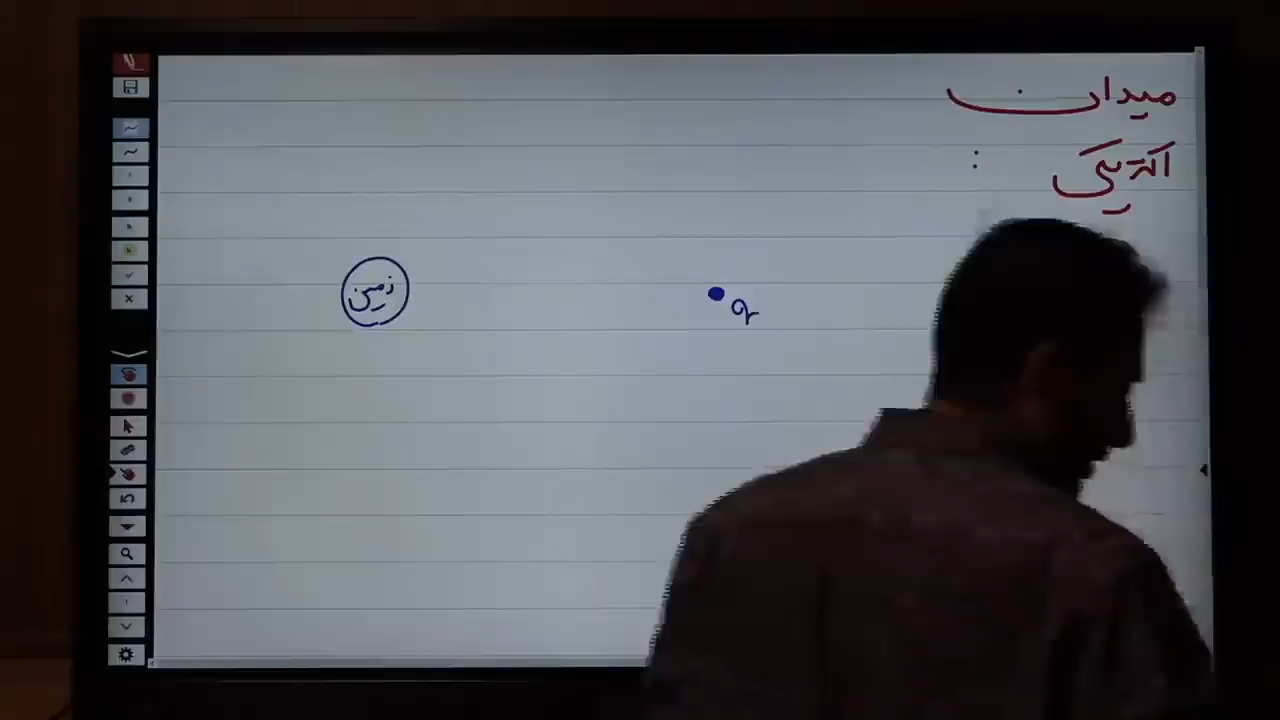 میدان
الکتریکی :
زمین
q